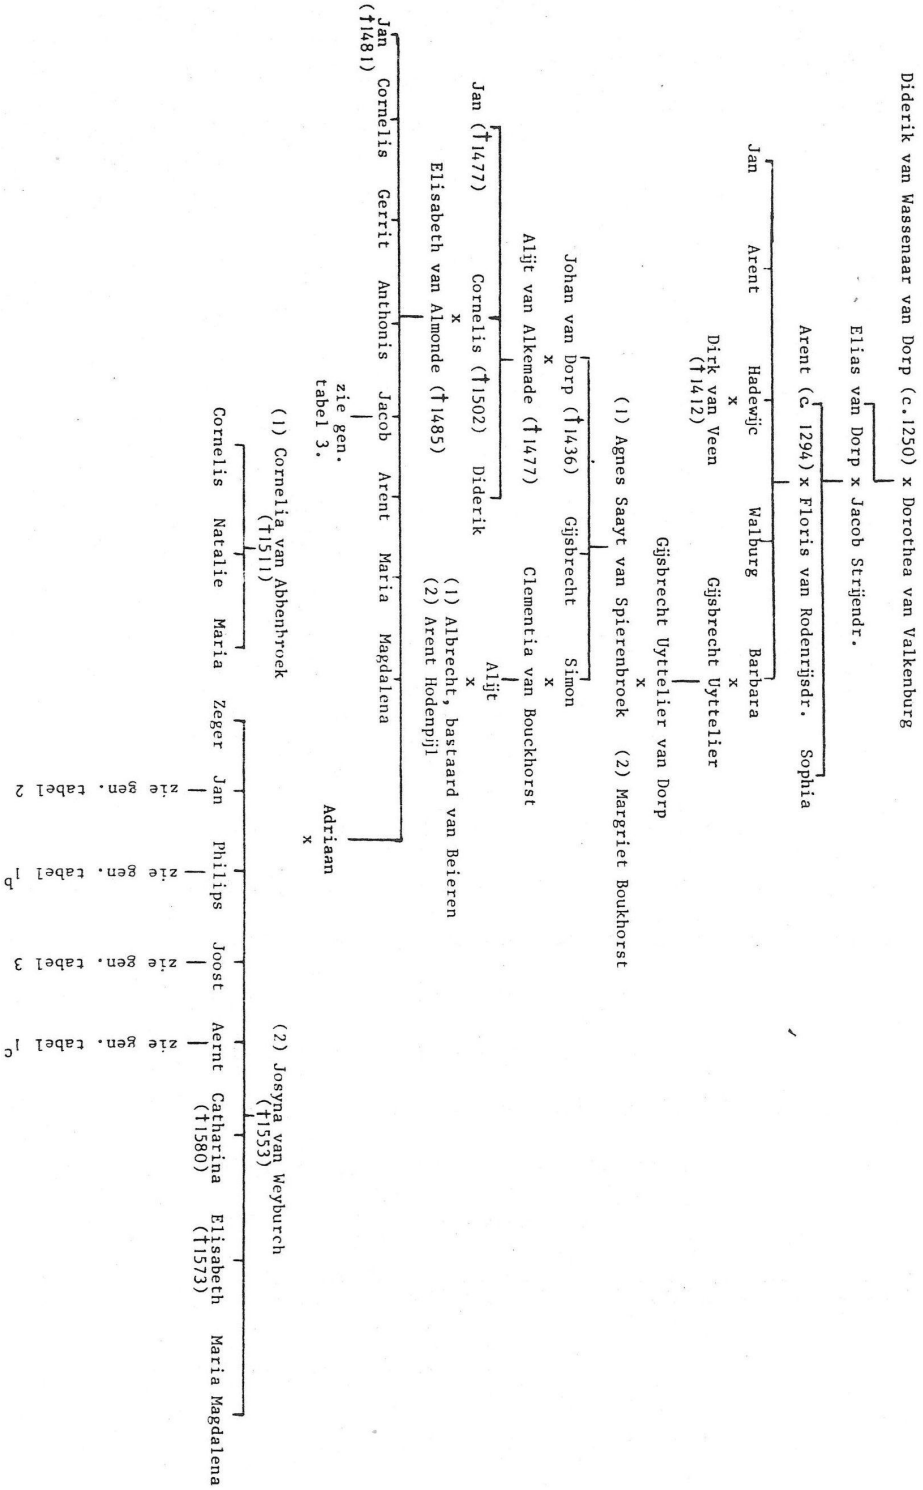 Diderik van Wassenaar van Dorp (c.1250) x Dorothea van Valkenburg
Elias van Dorp x Jacob Strijendr.
Arent (c. 1294) x Floris van Rodenrijsdr. Sophia
Jan Arent Hadewijc Walburg Barbara
x x
Dirk van Veen Gijsbrecht Uyttelier
(†1412)
Gijsbrecht Uyttelier van Dorp
x
(1) Agnes Saayt van Spierenbroek (2) Margriet Boukhorst
Johan van Dorp (†1436) Gijsbrecht Simon
x x
Alijt van Alkemade (†1477) Clementia van Bouckhorst
Alijt
x
Jan (†1477) Cornelis (†1502) Diderik
x
(1) Albrecht, bastaard van Beieren
(2) Arent Hodenpijl
Elisabeth van Almonde (†1485)
Jan Cornelis Gerrit Anthonis Jacob Arent Maria Magdalena
(†1481)
zie gen.
tabel 3.
Adriaan
x
(1) Cornelia van Abbenbroek (2) Josyna van Weyburch
(†1511) (†1553)
Cornelis Natalie Maria Zeger Jan Philips Joost Aernt Catharina Elisabeth Maria Magdalena
(†1580) (†1573)
zie gen. tabel 2
zie gen. tabel 1b
zie gen. tabel 3
zie gen. tabel 1c